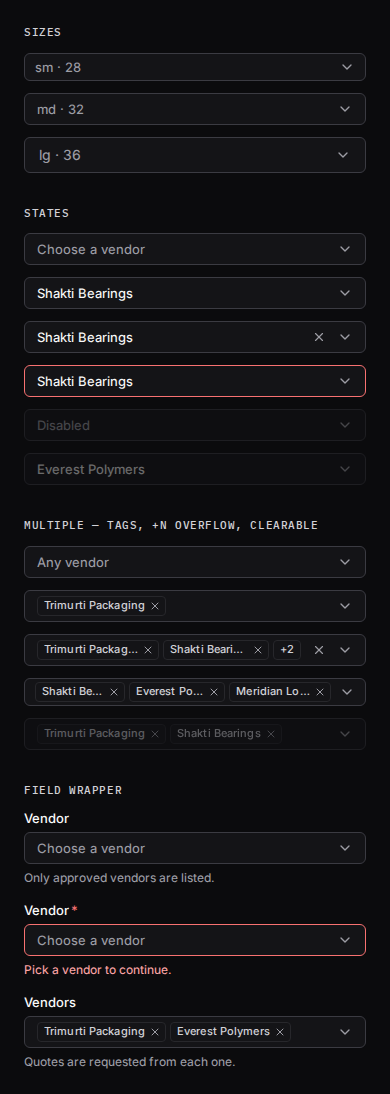 SIZES
sm · 28
md · 32
lg · 36
STATES
Choose a vendor
Shakti Bearings
Shakti Bearings
Shakti Bearings
Disabled
Everest Polymers
MULTIPLE — TAGS, +N OVERFLOW, CLEARABLE
Any vendor
Trimurti Packaging
Trimurti Packag... Shakti Beari... +2
Shakti Be... Everest Po... Meridian Lo...
Trimurti Packaging Shakti Bearings
FIELD WRAPPER
Vendor
Choose a vendor
Only approved vendors are listed.
Vendor*
Choose a vendor
Pick a vendor to continue.
Vendors
Trimurti Packaging Everest Polymers
Quotes are requested from each one.